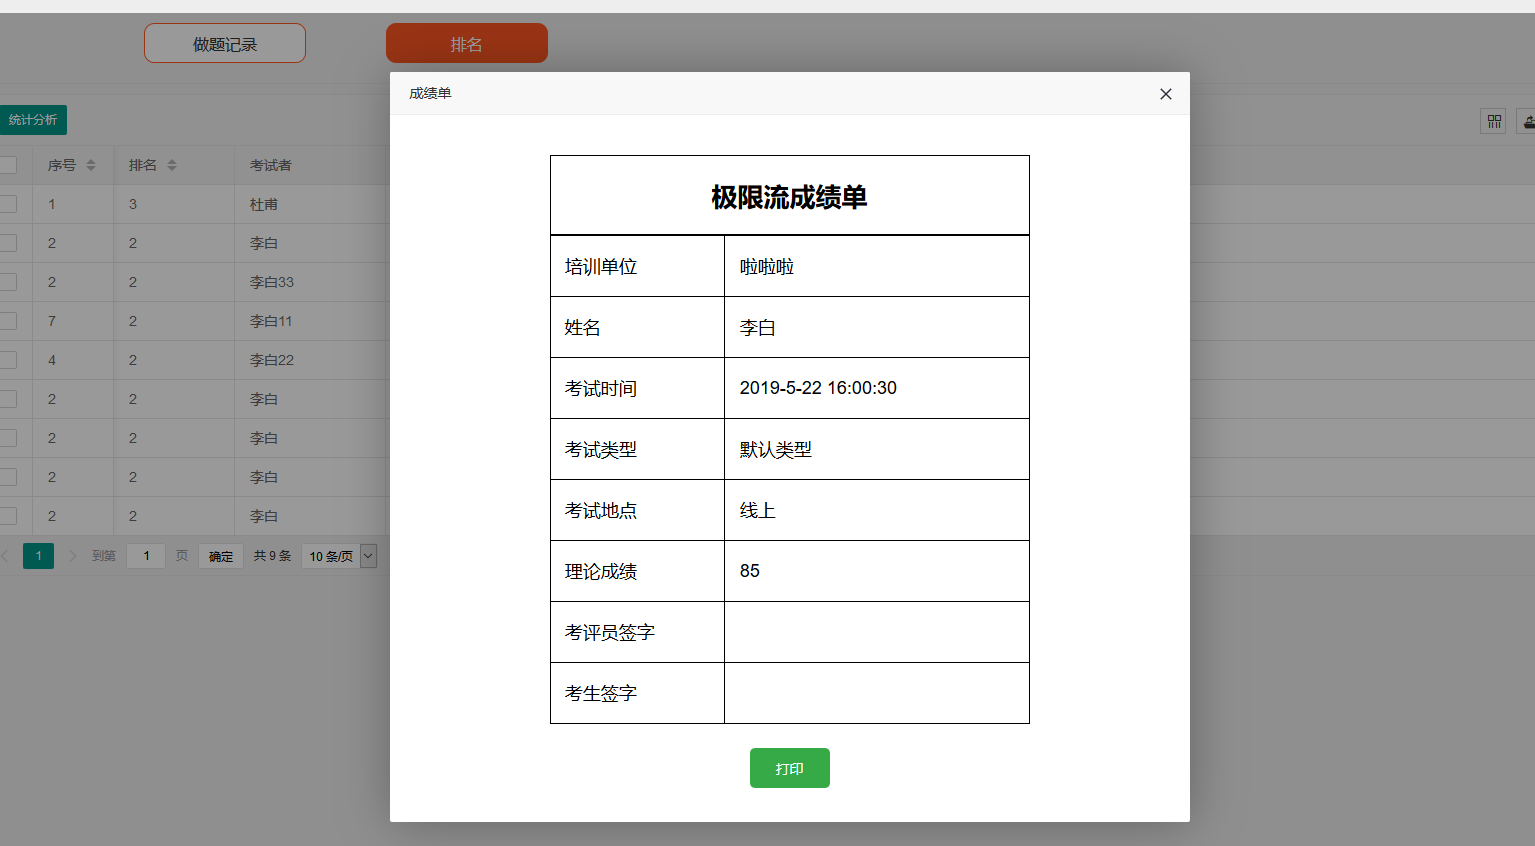 做题记录 排名
成绩单
统计分析
序号 排名 考试者
1 3 杜甫
2 2 李白
2 2 李白33
7 2 李白11
4 2 李白22
2 2 李白
2 2 李白
2 2 李白
2 2 李白
1 到第 1 页 确定 共 9 条 10 条/页
极限流成绩单
培训单位 啦啦啦
姓名 李白
考试时间 2019-5-22 16:00:30
考试类型 默认类型
考试地点 线上
理论成绩 85
考评员签字
考生签字
打印